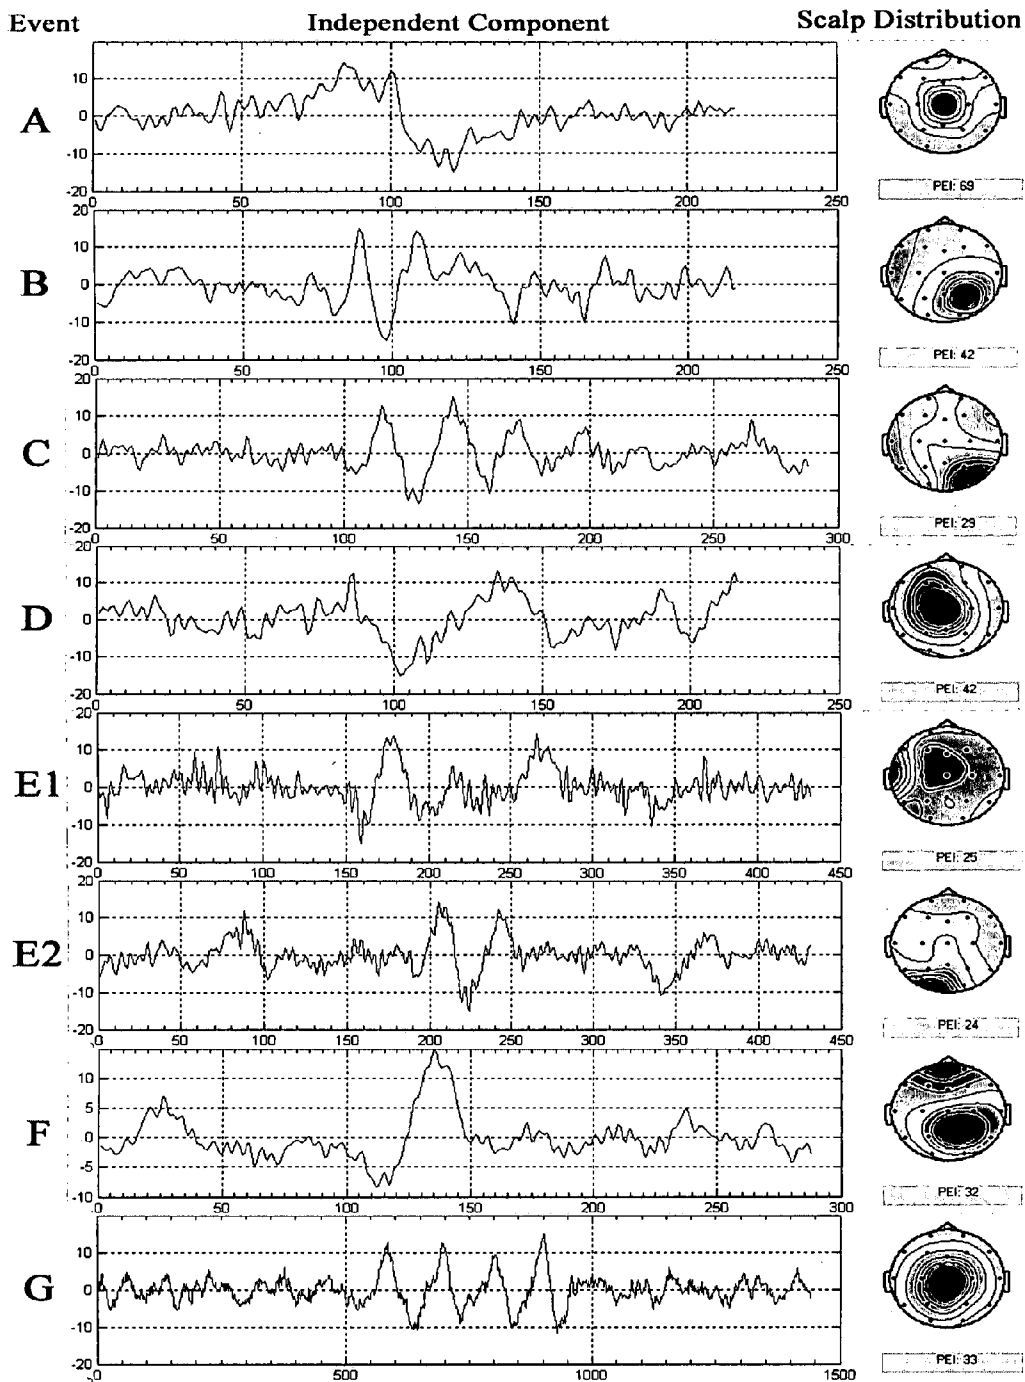 Event Independent Component Scalp Distribution
10
0
-10
-20
A
0 50 100 150 200 250
PEI: 69
20
10
0
-10
-20
B
50 100 150 200 250
PEI: 42
20
10
0
-10
-20
C
0 50 100 150 200 250 300
PEI: 29
20
10
0
-10
-20
D
0 50 100 150 200 250
PEI: 42
20
10
0
-10
-20
E1
0 50 100 150 200 250 300 350 400 450
PEI: 25
20
10
0
-10
-20
E2
0 50 100 150 200 250 300 350 400 450
PEI: 24
10
5
0
-5
-10
F
0 50 100 150 200 250 300
PEI: 32
10
0
-10
-20
G
0 500 1000 1500
PEI: 33